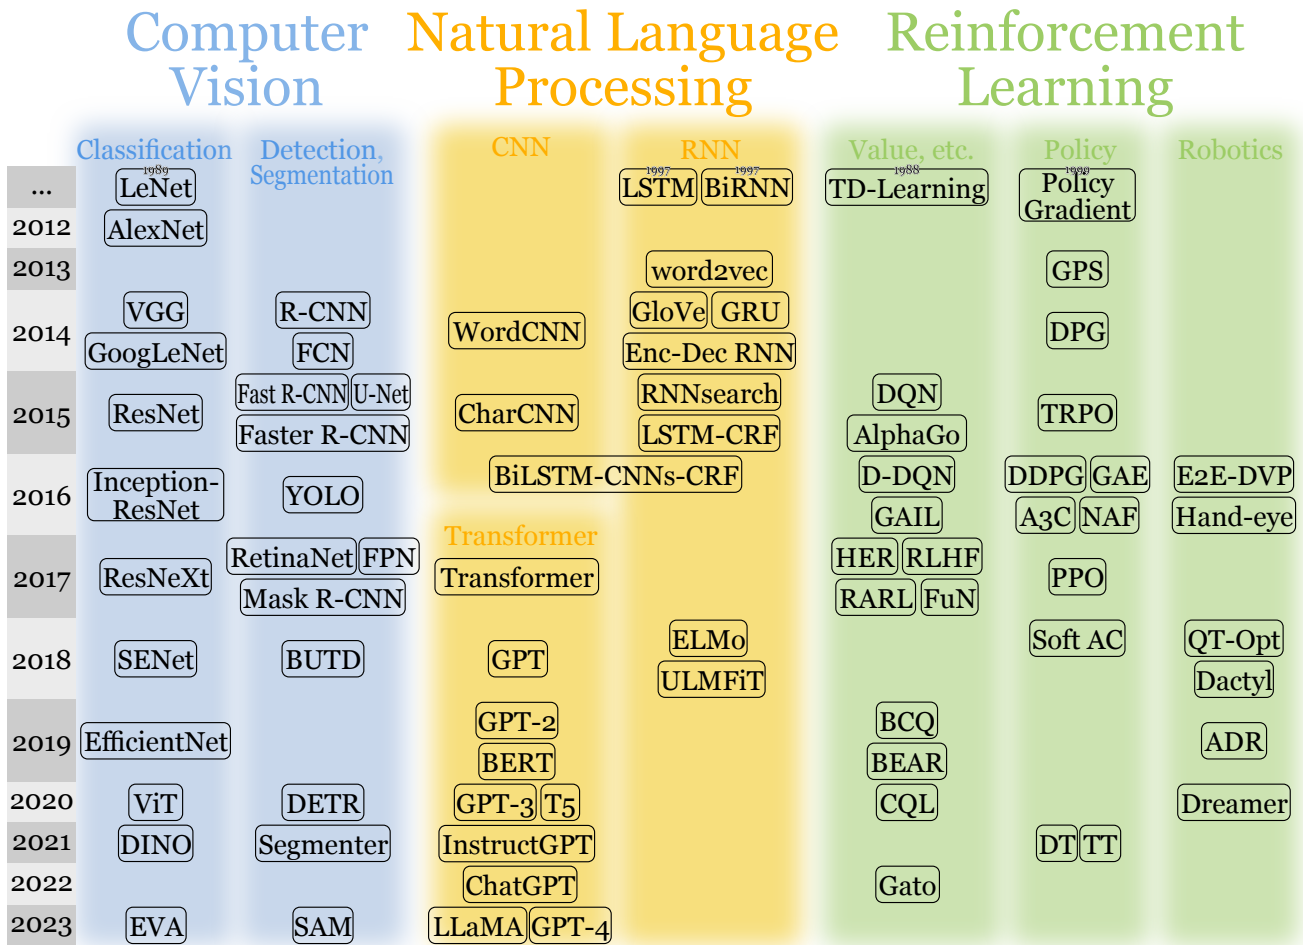 Computer Vision
Natural Language Processing
Reinforcement Learning
Classification
Detection, Segmentation
CNN
RNN
Value, etc.
Policy
Robotics
...
1989
LeNet
1997
LSTM
1997
BiRNN
1988
TD-Learning
1999
Policy Gradient
2012
AlexNet
2013
word2vec
GPS
2014
VGG
GoogLeNet
R-CNN
FCN
WordCNN
GloVe
GRU
Enc-Dec RNN
DPG
2015
ResNet
Fast R-CNN
U-Net
Faster R-CNN
CharCNN
RNNsearch
LSTM-CRF
DQN
AlphaGo
TRPO
2016
Inception-ResNet
YOLO
BiLSTM-CNNs-CRF
D-DQN
GAIL
DDPG
GAE
A3C
NAF
E2E-DVP
Hand-eye
Transformer
2017
ResNeXt
RetinaNet
FPN
Mask R-CNN
Transformer
HER
RLHF
RARL
FuN
PPO
2018
SENet
BUTD
GPT
ELMo
ULMFiT
Soft AC
QT-Opt
Dactyl
2019
EfficientNet
GPT-2
BERT
BCQ
BEAR
ADR
2020
ViT
DETR
GPT-3
T5
CQL
Dreamer
2021
DINO
Segmenter
InstructGPT
DT
TT
2022
ChatGPT
Gato
2023
EVA
SAM
LLaMA
GPT-4